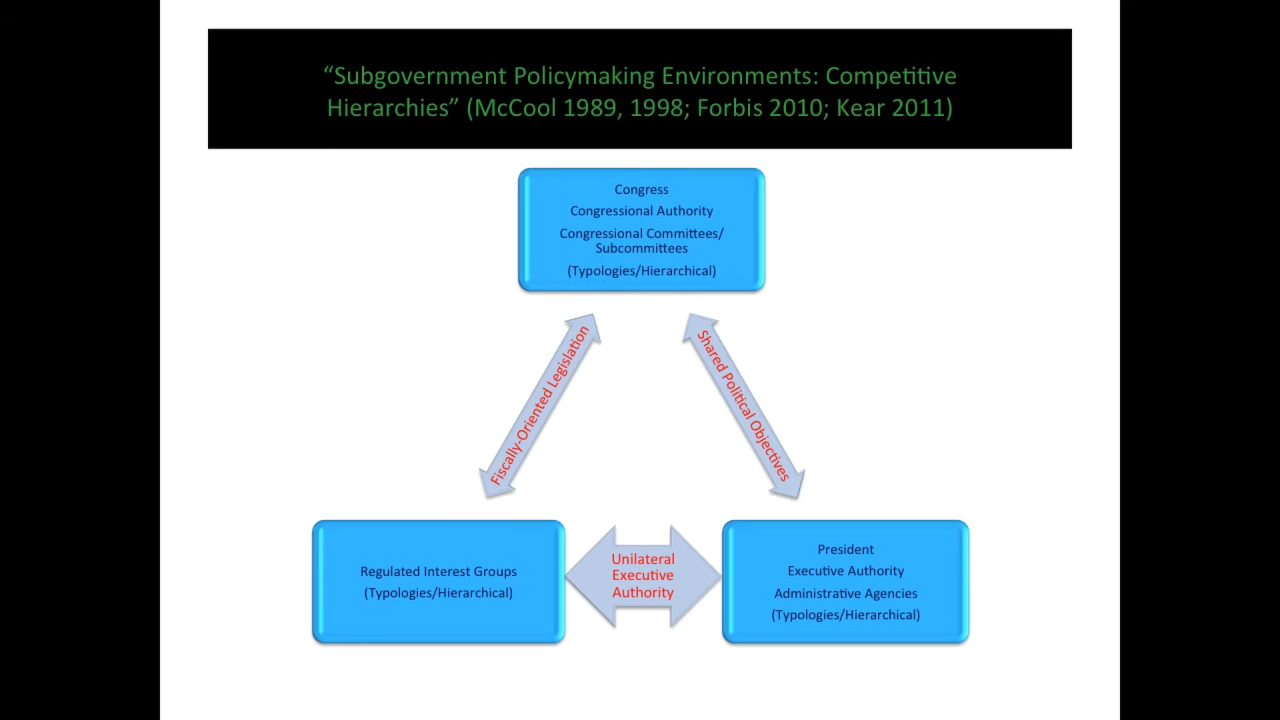 “Subgovernment Policymaking Environments: Competitive
Hierarchies” (McCool 1989, 1998; Forbis 2010; Kear 2011)
Congress
Congressional Authority
Congressional Committees/
Subcommittees
(Typologies/Hierarchical)
Fiscally-Oriented Legislation
Shared Political Objectives
Regulated Interest Groups
(Typologies/Hierarchical)
Unilateral
Executive
Authority
President
Executive Authority
Administrative Agencies
(Typologies/Hierarchical)